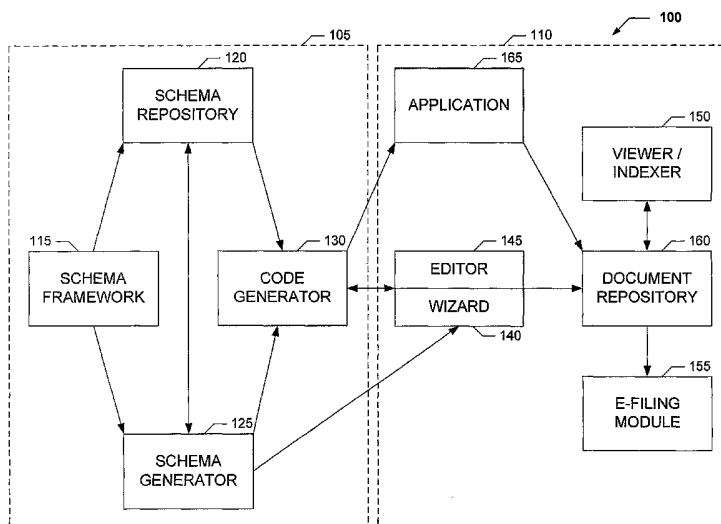 100
105
110
120
SCHEMA
REPOSITORY
165
APPLICATION
150
VIEWER /
INDEXER
115
SCHEMA
FRAMEWORK
130
CODE
GENERATOR
145
EDITOR
WIZARD
140
160
DOCUMENT
REPOSITORY
125
SCHEMA
GENERATOR
155
E-FILING
MODULE